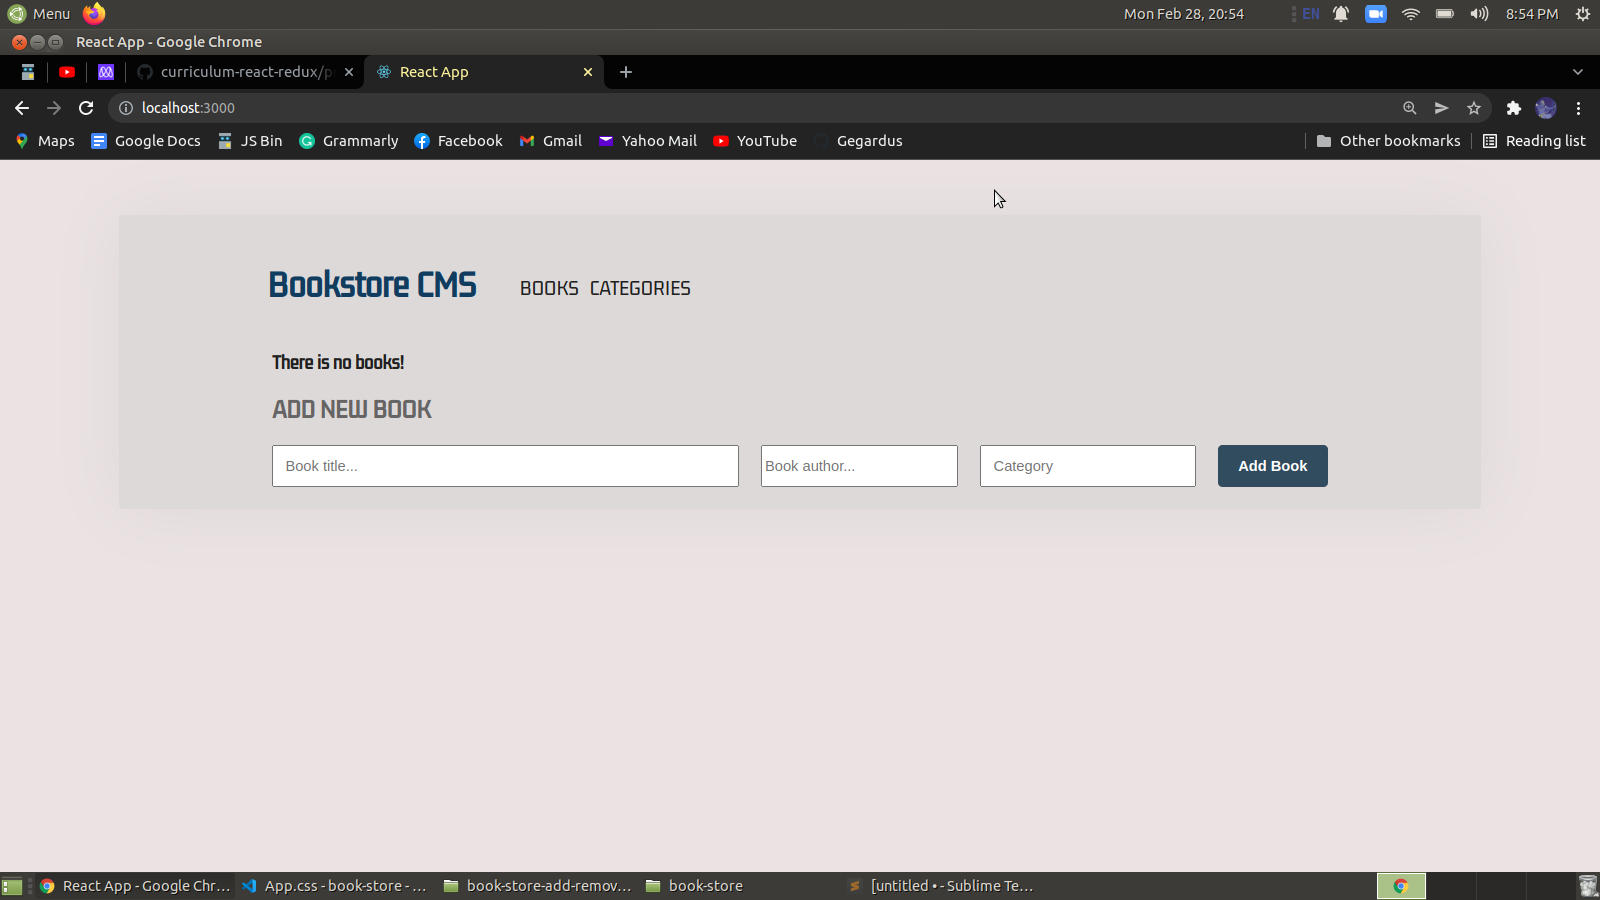 Menu
Mon Feb 28, 20:54 EN 8:54 PM
React App - Google Chrome
curriculum-react-redux/p React App
localhost:3000
Maps Google Docs JS Bin Grammarly Facebook Gmail Yahoo Mail YouTube Gegardus Other bookmarks Reading list
Bookstore CMS BOOKS CATEGORIES
There is no books!
ADD NEW BOOK
Book title... Book author... Category Add Book
React App - Google Chr... App.css - book-store - ... book-store-add-remov... book-store [untitled • - Sublime Te...